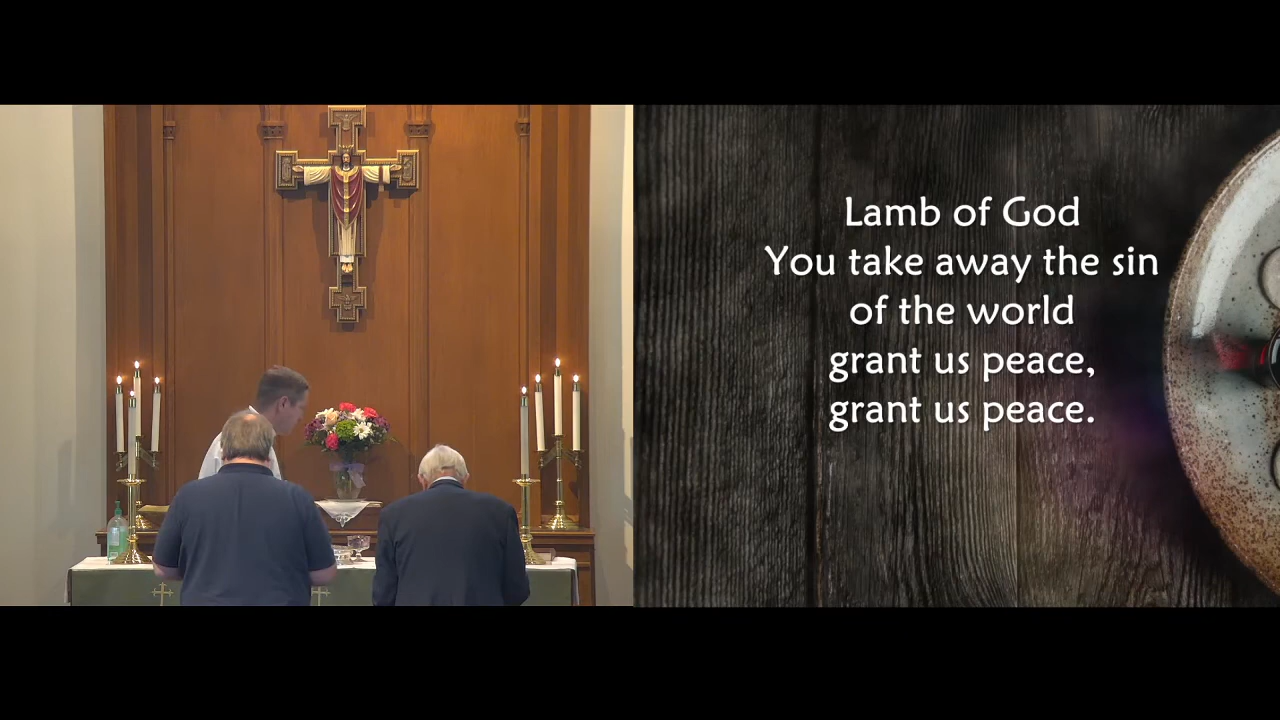 Lamb of God
You take away the sin
of the world
grant us peace,
grant us peace.